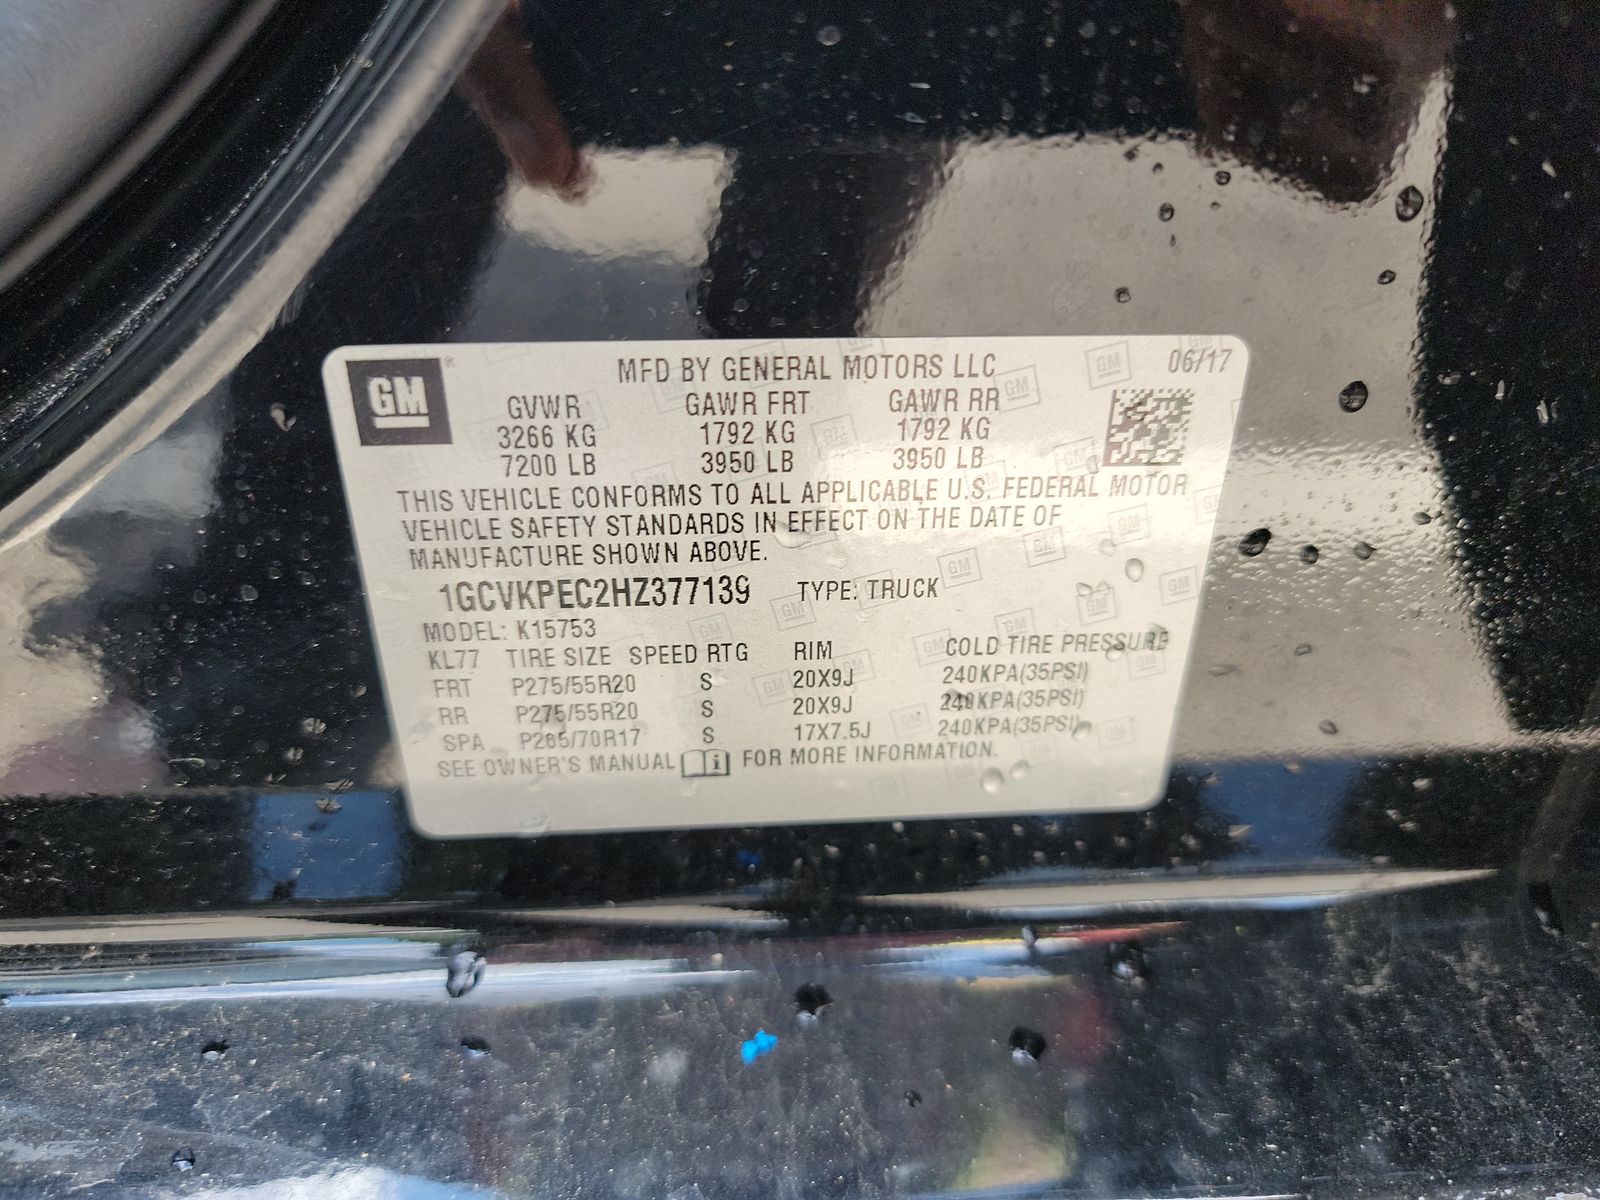 GM
MFD BY GENERAL MOTORS LLC 06/17
GVWR GAWR FRT GAWR RR
3266 KG 1792 KG 1792 KG
7200 LB 3950 LB 3950 LB
THIS VEHICLE CONFORMS TO ALL APPLICABLE U.S. FEDERAL MOTOR
VEHICLE SAFETY STANDARDS IN EFFECT ON THE DATE OF
MANUFACTURE SHOWN ABOVE.
1GCVKPEC2HZ377139 TYPE: TRUCK
MODEL: K15753
KL77 TIRE SIZE SPEED RTG RIM COLD TIRE PRESSURE
FRT P275/55R20 S 20X9J 240KPA(35PSI)
RR P275/55R20 S 20X9J 240KPA(35PSI)
SPA P265/70R17 S 17X7.5J 240KPA(35PSI)
SEE OWNER'S MANUAL FOR MORE INFORMATION.